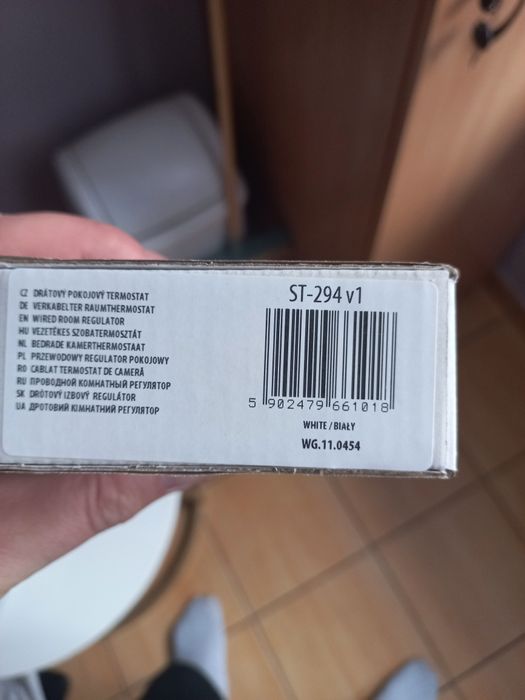 CZ DRÁTOVÝ POKOJOVÝ TERMOSTAT
DE VERKABELTER RAUMTHERMOSTAT
EN WIRED ROOM REGULATOR
HU VEZETÉKES SZOBATERMOSZTÁT
NL BEDRADE KAMERTHERMOSTAAT
PL PRZEWODOWY REGULATOR POKOJOWY
RO CABLAT TERMOSTAT DE CAMERĂ
RU ПРОВОДНОЙ КОМНАТНЫЙ РЕГУЛЯТОР
SK DRÔTOVÝ IZBOVÝ REGULÁTOR
UA ДРОТОВИЙ КІМНАТНИЙ РЕГУЛЯТОР
ST-294 v1
5 902479 661018
WHITE / BIAŁY
WG.11.0454